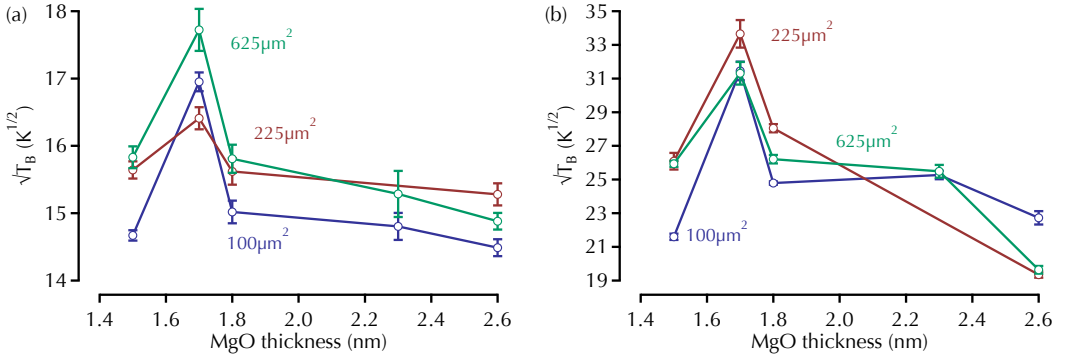 (a)
18
17
16
15
14
√T_B (K^1/2)
625µm²
225µm²
100µm²
1.4 1.6 1.8 2.0 2.2 2.4 2.6
MgO thickness (nm)
(b)
35
33
31
29
27
25
23
21
19
√T_B (K^1/2)
225µm²
625µm²
100µm²
1.4 1.6 1.8 2.0 2.2 2.4 2.6
MgO thickness (nm)